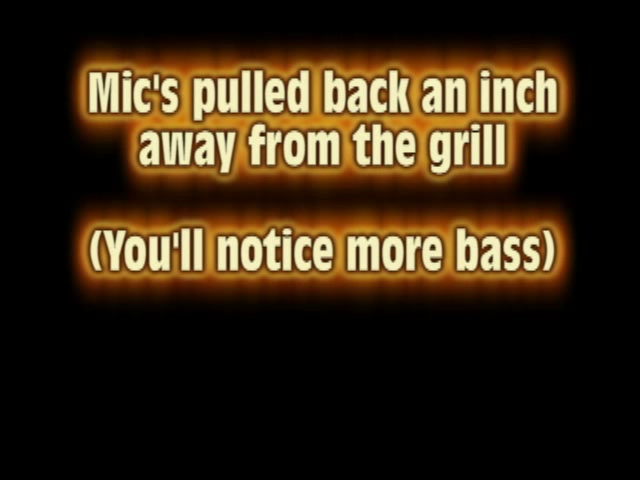 Mic's pulled back an inch
away from the grill
(You'll notice more bass)